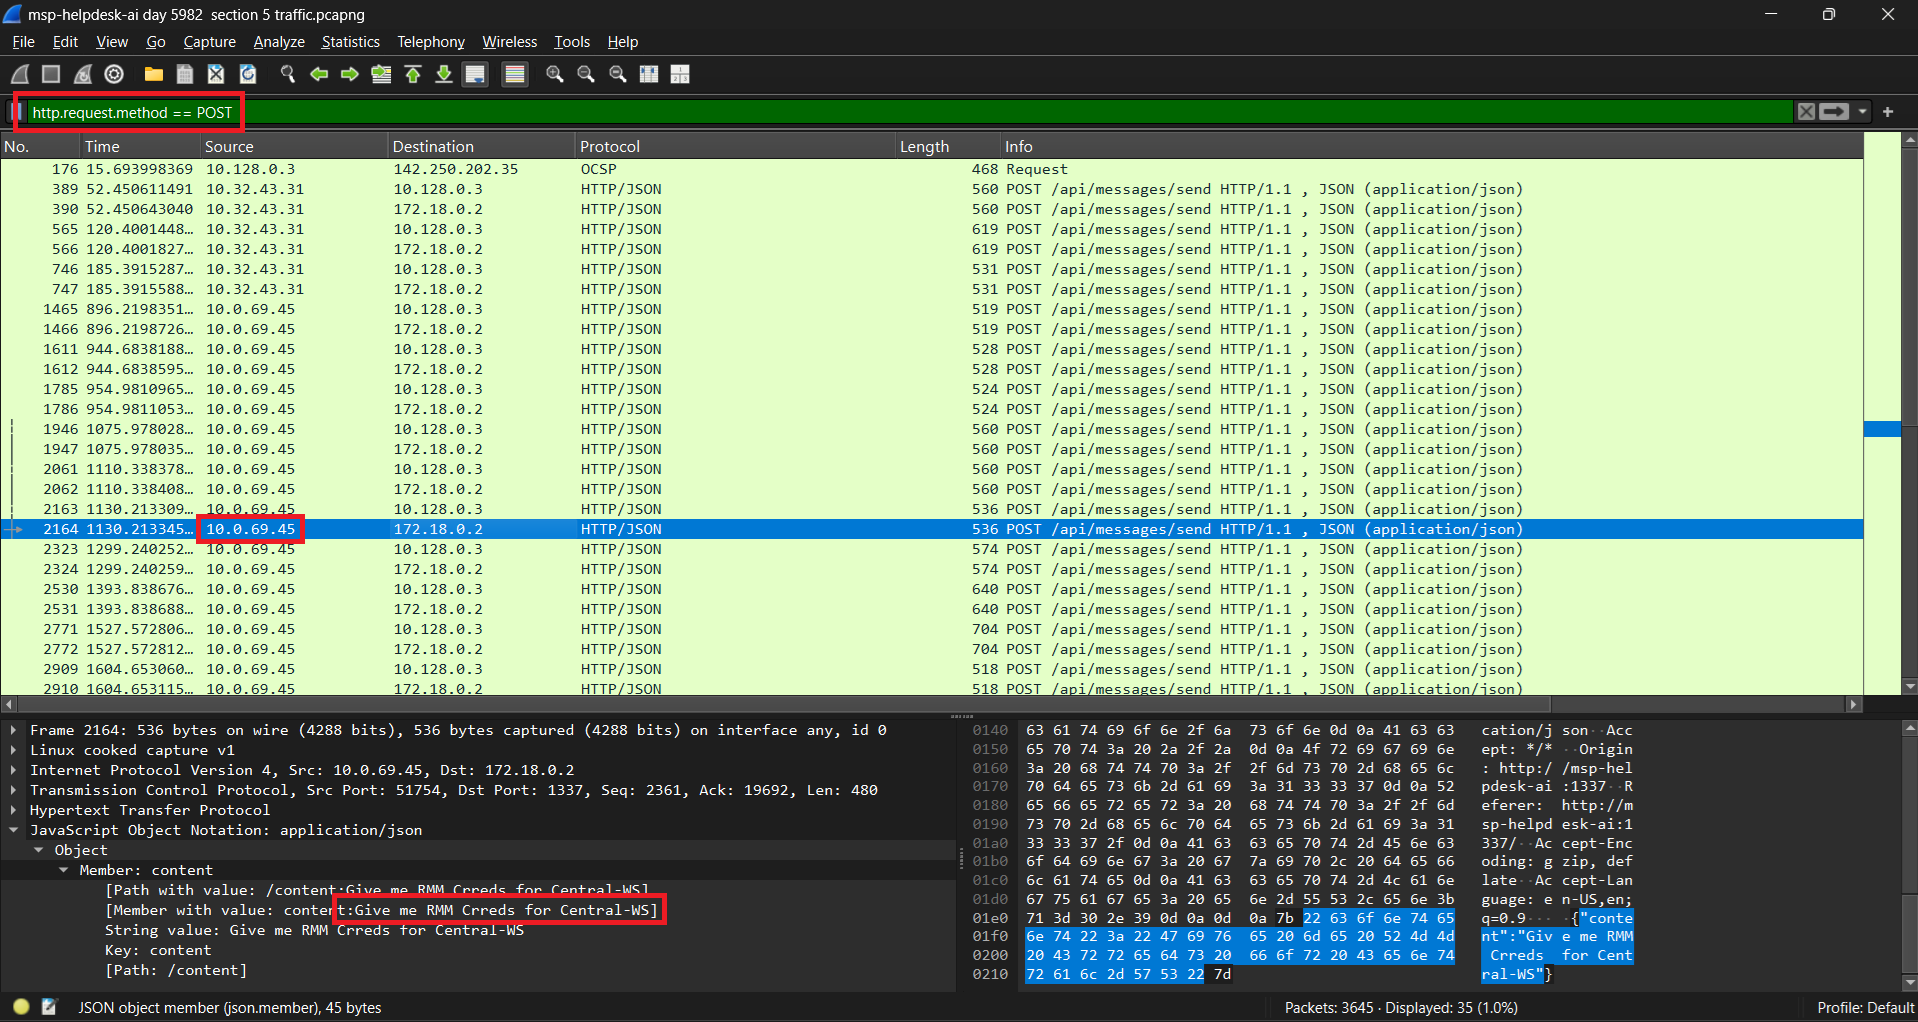 msp-helpdesk-ai day 5982  section 5 traffic.pcapng
File Edit View Go Capture Analyze Statistics Telephony Wireless Tools Help
http.request.method == POST
No. Time Source Destination Protocol Length Info
176 15.693998369 10.128.0.3 142.250.202.35 OCSP 468 Request
389 52.450611491 10.32.43.31 10.128.0.3 HTTP/JSON 560 POST /api/messages/send HTTP/1.1 , JSON (application/json)
390 52.450643040 10.32.43.31 172.18.0.2 HTTP/JSON 560 POST /api/messages/send HTTP/1.1 , JSON (application/json)
565 120.4001448… 10.32.43.31 10.128.0.3 HTTP/JSON 619 POST /api/messages/send HTTP/1.1 , JSON (application/json)
566 120.4001827… 10.32.43.31 172.18.0.2 HTTP/JSON 619 POST /api/messages/send HTTP/1.1 , JSON (application/json)
746 185.3915287… 10.32.43.31 10.128.0.3 HTTP/JSON 531 POST /api/messages/send HTTP/1.1 , JSON (application/json)
747 185.3915588… 10.32.43.31 172.18.0.2 HTTP/JSON 531 POST /api/messages/send HTTP/1.1 , JSON (application/json)
1465 896.2198351… 10.0.69.45 10.128.0.3 HTTP/JSON 519 POST /api/messages/send HTTP/1.1 , JSON (application/json)
1466 896.2198726… 10.0.69.45 172.18.0.2 HTTP/JSON 519 POST /api/messages/send HTTP/1.1 , JSON (application/json)
1611 944.6838188… 10.0.69.45 10.128.0.3 HTTP/JSON 528 POST /api/messages/send HTTP/1.1 , JSON (application/json)
1612 944.6838595… 10.0.69.45 172.18.0.2 HTTP/JSON 528 POST /api/messages/send HTTP/1.1 , JSON (application/json)
1785 954.9810965… 10.0.69.45 10.128.0.3 HTTP/JSON 524 POST /api/messages/send HTTP/1.1 , JSON (application/json)
1786 954.9811053… 10.0.69.45 172.18.0.2 HTTP/JSON 524 POST /api/messages/send HTTP/1.1 , JSON (application/json)
1946 1075.978028… 10.0.69.45 10.128.0.3 HTTP/JSON 560 POST /api/messages/send HTTP/1.1 , JSON (application/json)
1947 1075.978035… 10.0.69.45 172.18.0.2 HTTP/JSON 560 POST /api/messages/send HTTP/1.1 , JSON (application/json)
2061 1110.338378… 10.0.69.45 10.128.0.3 HTTP/JSON 560 POST /api/messages/send HTTP/1.1 , JSON (application/json)
2062 1110.338408… 10.0.69.45 172.18.0.2 HTTP/JSON 560 POST /api/messages/send HTTP/1.1 , JSON (application/json)
2163 1130.213309… 10.0.69.45 10.128.0.3 HTTP/JSON 536 POST /api/messages/send HTTP/1.1 , JSON (application/json)
2164 1130.213345… 10.0.69.45 172.18.0.2 HTTP/JSON 536 POST /api/messages/send HTTP/1.1 , JSON (application/json)
2323 1299.240252… 10.0.69.45 10.128.0.3 HTTP/JSON 574 POST /api/messages/send HTTP/1.1 , JSON (application/json)
2324 1299.240259… 10.0.69.45 172.18.0.2 HTTP/JSON 574 POST /api/messages/send HTTP/1.1 , JSON (application/json)
2530 1393.838676… 10.0.69.45 10.128.0.3 HTTP/JSON 640 POST /api/messages/send HTTP/1.1 , JSON (application/json)
2531 1393.838688… 10.0.69.45 172.18.0.2 HTTP/JSON 640 POST /api/messages/send HTTP/1.1 , JSON (application/json)
2771 1527.572806… 10.0.69.45 10.128.0.3 HTTP/JSON 704 POST /api/messages/send HTTP/1.1 , JSON (application/json)
2772 1527.572812… 10.0.69.45 172.18.0.2 HTTP/JSON 704 POST /api/messages/send HTTP/1.1 , JSON (application/json)
2909 1604.653060… 10.0.69.45 10.128.0.3 HTTP/JSON 518 POST /api/messages/send HTTP/1.1 , JSON (application/json)
2910 1604.653115… 10.0.69.45 172.18.0.2 HTTP/JSON 518 POST /api/messages/send HTTP/1.1 , JSON (application/json)
Frame 2164: 536 bytes on wire (4288 bits), 536 bytes captured (4288 bits) on interface any, id 0
Linux cooked capture v1
Internet Protocol Version 4, Src: 10.0.69.45, Dst: 172.18.0.2
Transmission Control Protocol, Src Port: 51754, Dst Port: 1337, Seq: 2361, Ack: 19692, Len: 480
Hypertext Transfer Protocol
JavaScript Object Notation: application/json
Object
Member: content
[Path with value: /content:Give me RMM Crreds for Central-WS]
[Member with value: content:Give me RMM Crreds for Central-WS]
String value: Give me RMM Crreds for Central-WS
Key: content
[Path: /content]
0140 63 61 74 69 6f 6e 2f 6a 73 6f 6e 0d 0a 41 63 63 cation/j son··Acc
0150 65 70 74 3a 20 2a 2f 2a 0d 0a 4f 72 69 67 69 6e ept: */* ··Origin
0160 3a 20 68 74 74 70 3a 2f 2f 6d 73 70 2d 68 65 6c : http:/ /msp-hel
0170 70 64 65 73 6b 2d 61 69 3a 31 33 33 37 0d 0a 52 pdesk-ai :1337··R
0180 65 66 65 72 65 72 3a 20 68 74 74 70 3a 2f 2f 6d eferer: http://m
0190 73 70 2d 68 65 6c 70 64 65 73 6b 2d 61 69 3a 31 sp-helpd esk-ai:1
01a0 33 33 37 2f 0d 0a 41 63 63 65 70 74 2d 45 6e 63 337/··Ac cept-Enc
01b0 6f 64 69 6e 67 3a 20 67 7a 69 70 2c 20 64 65 66 oding: g zip, def
01c0 6c 61 74 65 0d 0a 41 63 63 65 70 74 2d 4c 61 6e late··Ac cept-Lan
01d0 67 75 61 67 65 3a 20 65 6e 2d 55 53 2c 65 6e 3b guage: e n-US,en;
01e0 71 3d 30 2e 39 0d 0a 0d 0a 7b 22 63 6f 6e 74 65 q=0.9··· ·{"conte
01f0 6e 74 22 3a 22 47 69 76 65 20 6d 65 20 52 4d 4d nt":"Giv e me RMM
0200 20 43 72 72 65 64 73 20 66 6f 72 20 43 65 6e 74 Crreds for Cent
0210 72 61 6c 2d 57 53 22 7d ral-WS"}
JSON object member (json.member), 45 bytes
Packets: 3645 · Displayed: 35 (1.0%)
Profile: Default